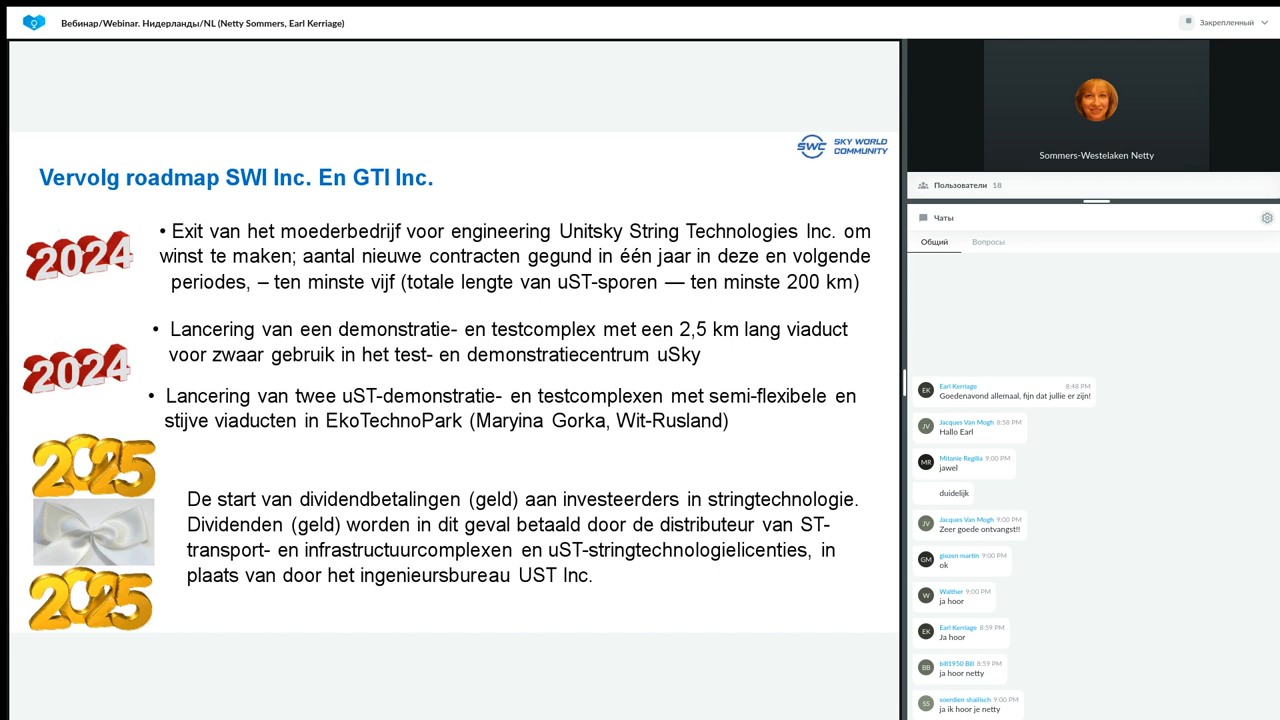 Вебинар/Webinar. Нидерланды/NL (Netty Sommers, Earl Kerriage)
Закрепленный
SWC SKY WORLD
COMMUNITY
Vervolg roadmap SWI Inc. En GTI Inc.
2024
• Exit van het moederbedrijf voor engineering Unitsky String Technologies Inc. om
winst te maken; aantal nieuwe contracten gegund in één jaar in deze en volgende
periodes, – ten minste vijf (totale lengte van uST-sporen — ten minste 200 km)
2024
• Lancering van een demonstratie- en testcomplex met een 2,5 km lang viaduct
voor zwaar gebruik in het test- en demonstratiecentrum uSky
• Lancering van twee uST-demonstratie- en testcomplexen met semi-flexibele en
stijve viaducten in EkoTechnoPark (Maryina Gorka, Wit-Rusland)
2025
De start van dividendbetalingen (geld) aan investeerders in stringtechnologie.
Dividenden (geld) worden in dit geval betaald door de distributeur van ST-
transport- en infrastructuurcomplexen en uST-stringtechnologielicenties, in
plaats van door het ingenieursbureau UST Inc.
2025
Sommers-Westelaken Netty
Пользователи 18
Чаты
Общий Вопросы
EK Earl Kerriage 8:48 PM
Goedenavond allemaal, fijn dat jullie er zijn!
JV Jacques Van Mogh 8:58 PM
Hallo Earl
MR Mitanie Regilia 9:00 PM
jawel
duidelijk
JV Jacques Van Mogh 9:00 PM
Zeer goede ontvangst!!
GM giezen martin 9:00 PM
ok
W Walther 9:00 PM
ja hoor
EK Earl Kerriage 8:59 PM
Ja hoor
BB bill1950 Bill 8:59 PM
ja hoor netty
SS soerdien shailisch 9:00 PM
ja ik hoor je netty